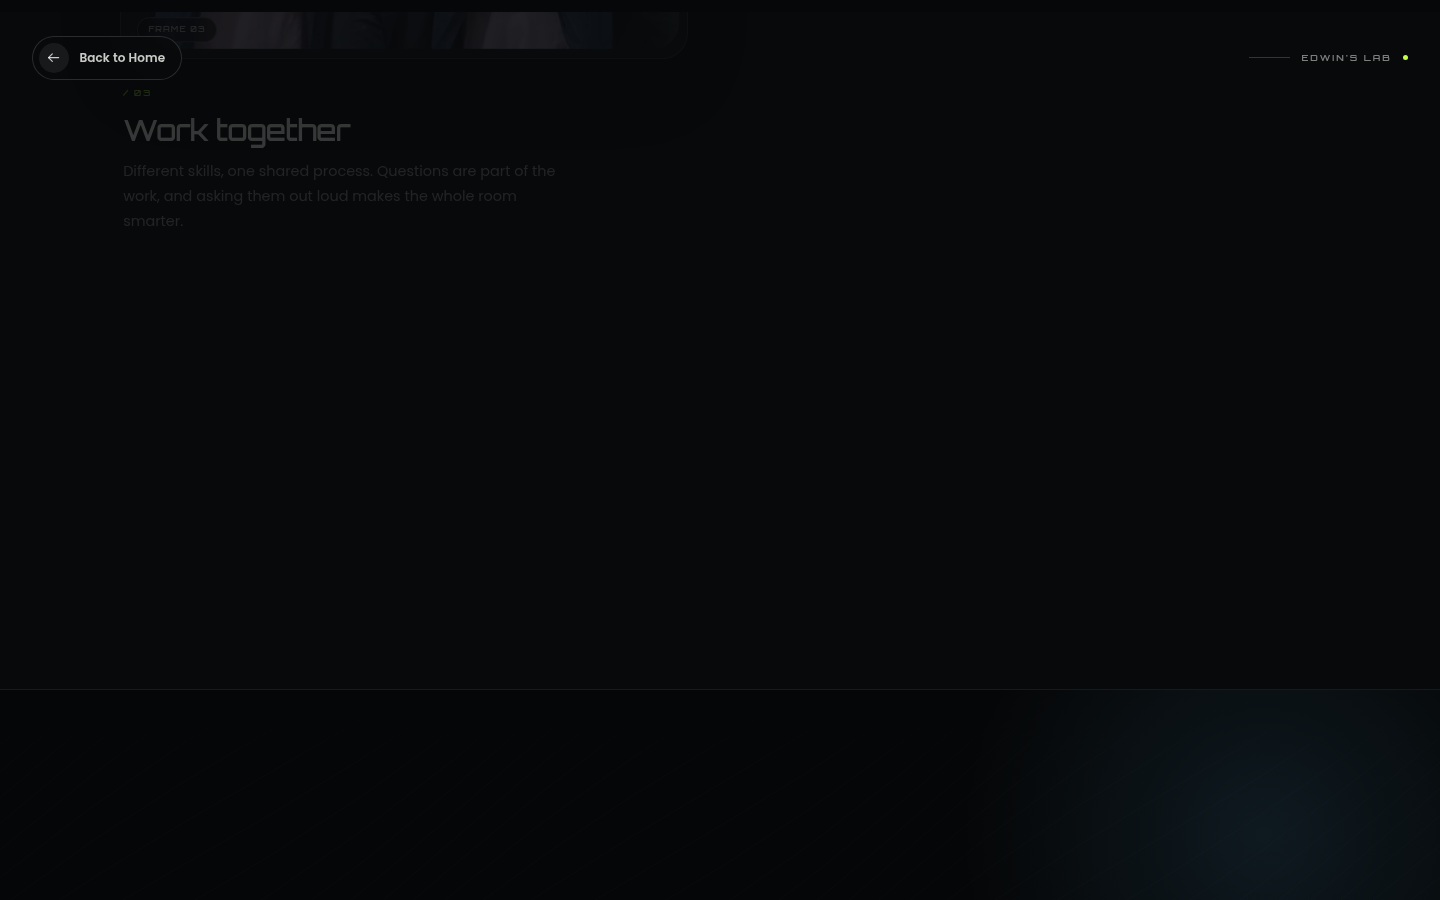 FRAME 03
Back to Home
EDWIN'S LAB
/ 03
Work together
Different skills, one shared process. Questions are part of the
work, and asking them out loud makes the whole room
smarter.